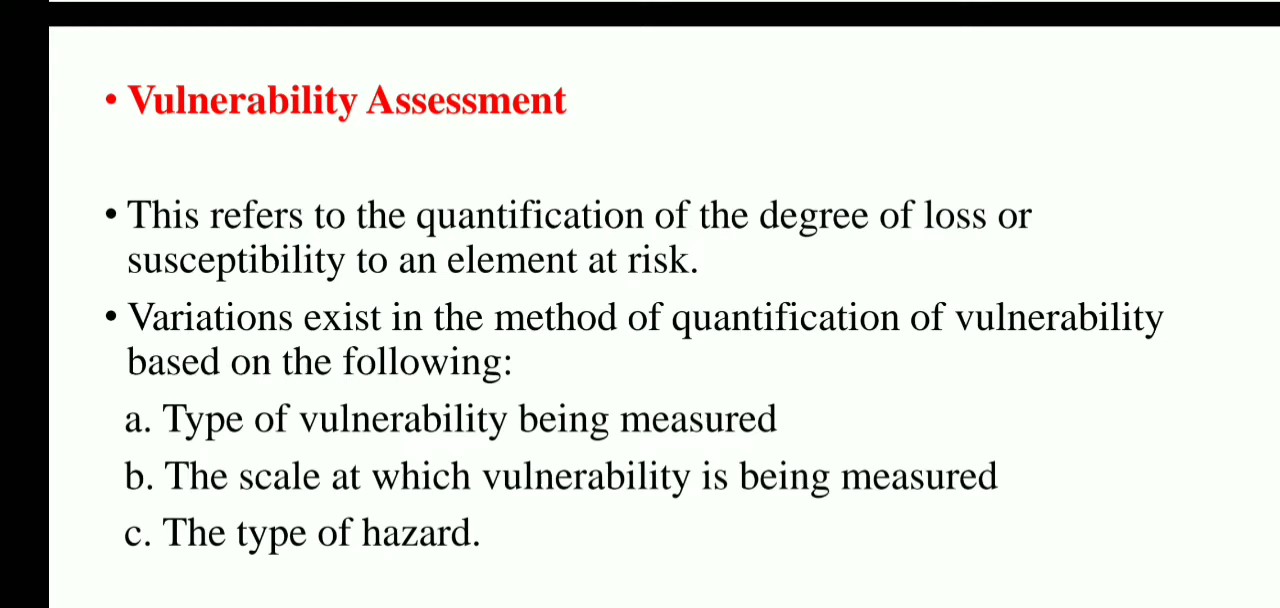 • Vulnerability Assessment
• This refers to the quantification of the degree of loss or
susceptibility to an element at risk.
• Variations exist in the method of quantification of vulnerability
based on the following:
a. Type of vulnerability being measured
b. The scale at which vulnerability is being measured
c. The type of hazard.